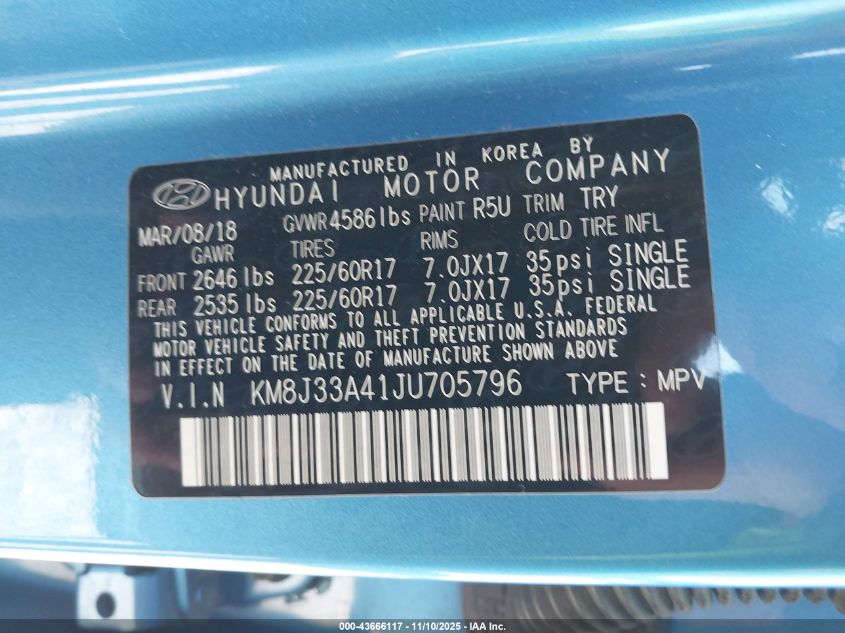 MANUFACTURED IN KOREA BY
HYUNDAI MOTOR COMPANY
MAR/08/18 GVWR 4586 lbs PAINT R5U TRIM TRY
GAWR TIRES RIMS COLD TIRE INFL
FRONT 2646 lbs 225/60R17 7.0JX17 35psi SINGLE
REAR 2535 lbs 225/60R17 7.0JX17 35psi SINGLE
THIS VEHICLE CONFORMS TO ALL APPLICABLE U.S.A. FEDERAL
MOTOR VEHICLE SAFETY AND THEFT PREVENTION STANDARDS
IN EFFECT ON THE DATE OF MANUFACTURE SHOWN ABOVE
V.I.N KM8J33A41JU705796 TYPE : MPV
000-43666117 - 11/10/2025 - IAA Inc.